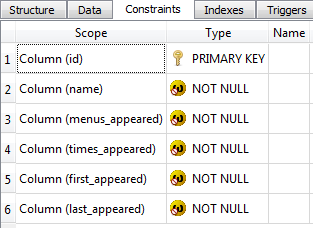 Structure Data Constraints Indexes Triggers
Scope Type Name
1 Column (id) PRIMARY KEY
2 Column (name) NOT NULL
3 Column (menus_appeared) NOT NULL
4 Column (times_appeared) NOT NULL
5 Column (first_appeared) NOT NULL
6 Column (last_appeared) NOT NULL